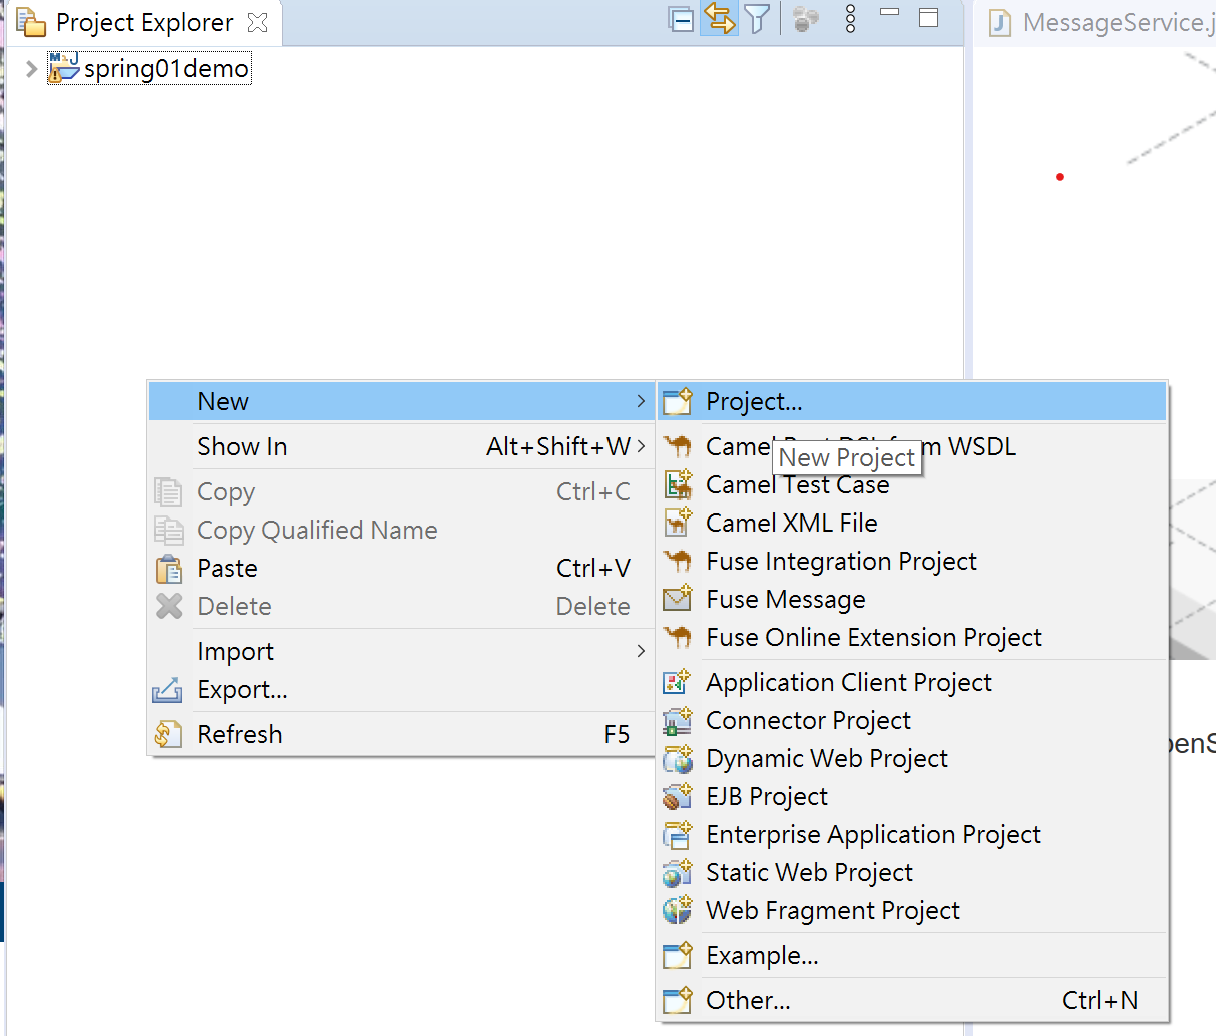 Project Explorer
MessageService.j
spring01demo
New
Show In Alt+Shift+W
Copy Ctrl+C
Copy Qualified Name
Paste Ctrl+V
Delete Delete
Import
Export...
Refresh F5
Project...
Camel WSDL
New Project
Camel Test Case
Camel XML File
Fuse Integration Project
Fuse Message
Fuse Online Extension Project
Application Client Project
Connector Project
Dynamic Web Project
EJB Project
Enterprise Application Project
Static Web Project
Web Fragment Project
Example...
Other... Ctrl+N